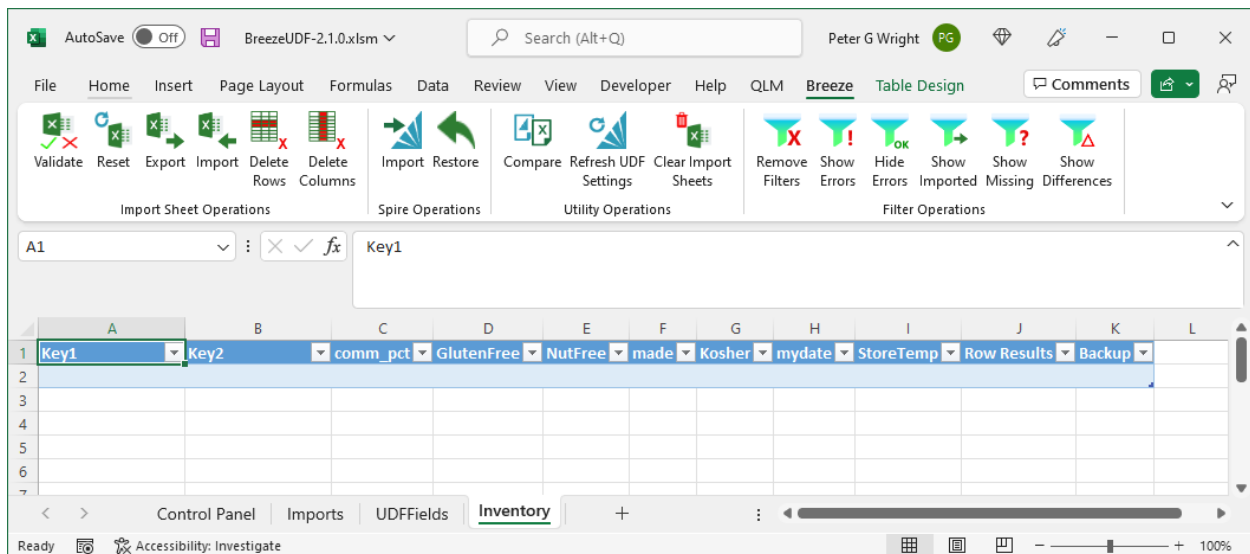 AutoSave Off BreezeUDF-2.1.0.xlsm Search (Alt+Q) Peter G Wright PG
File Home Insert Page Layout Formulas Data Review View Developer Help QLM Breeze Table Design Comments
Validate Reset Export Import Delete Rows Delete Columns
Import Sheet Operations
Import Restore
Spire Operations
Compare Refresh UDF Settings Clear Import Sheets
Utility Operations
Remove Filters Show Errors Hide Errors Show Imported Show Missing Show Differences
Filter Operations
A1 fx Key1
A B C D E F G H I J K L
1 Key1 Key2 comm_pct GlutenFree NutFree made Kosher mydate StoreTemp Row Results Backup
2
3
4
5
6
7
Control Panel Imports UDFFields Inventory
Ready Accessibility: Investigate 100%